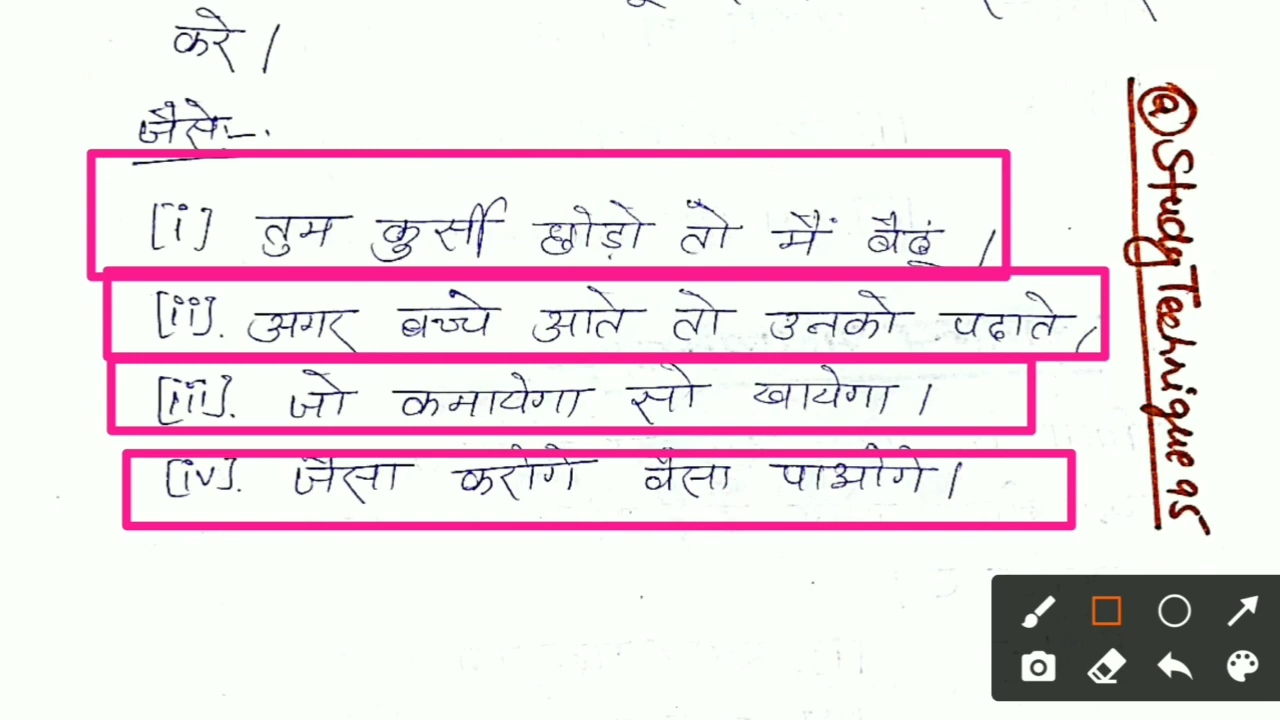 करे।
जैसे:-
[i] तुम कुर्सी छोड़ो तो मैं बैढूं।
[ii]. अगर बच्चे आते तो उनको पढाते।
[iii]. जो कमायेगा सो खायेगा।
[iv]. जैसा करोगे वैसा पाओगे।
@StudyTechnique95